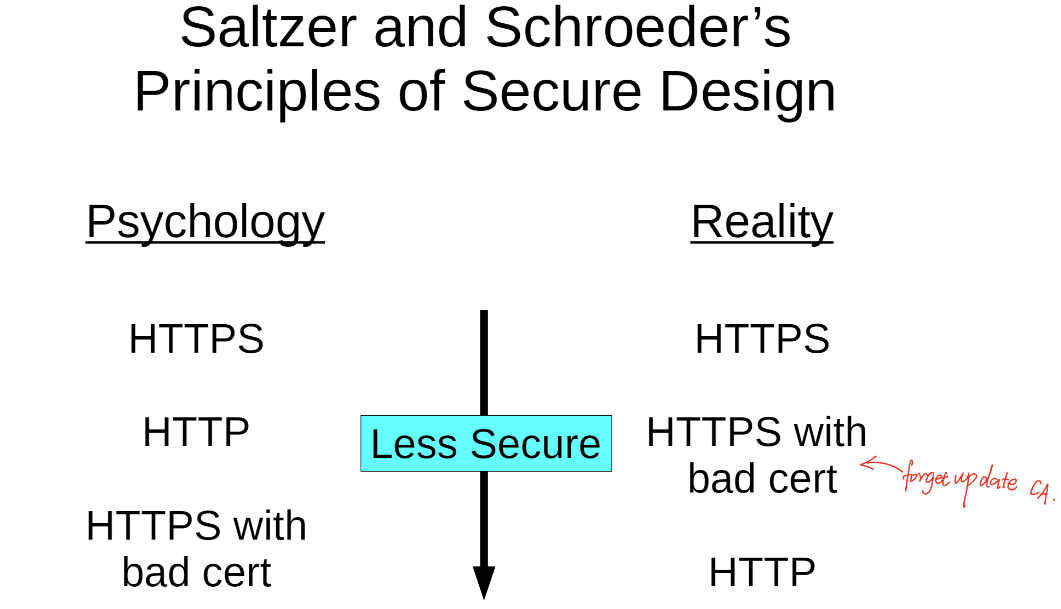 Saltzer and Schroeder’s
Principles of Secure Design
Psychology
Reality
HTTPS
HTTPS
HTTP
Less Secure
HTTPS with
bad cert
forget update CA.
HTTPS with
bad cert
HTTP